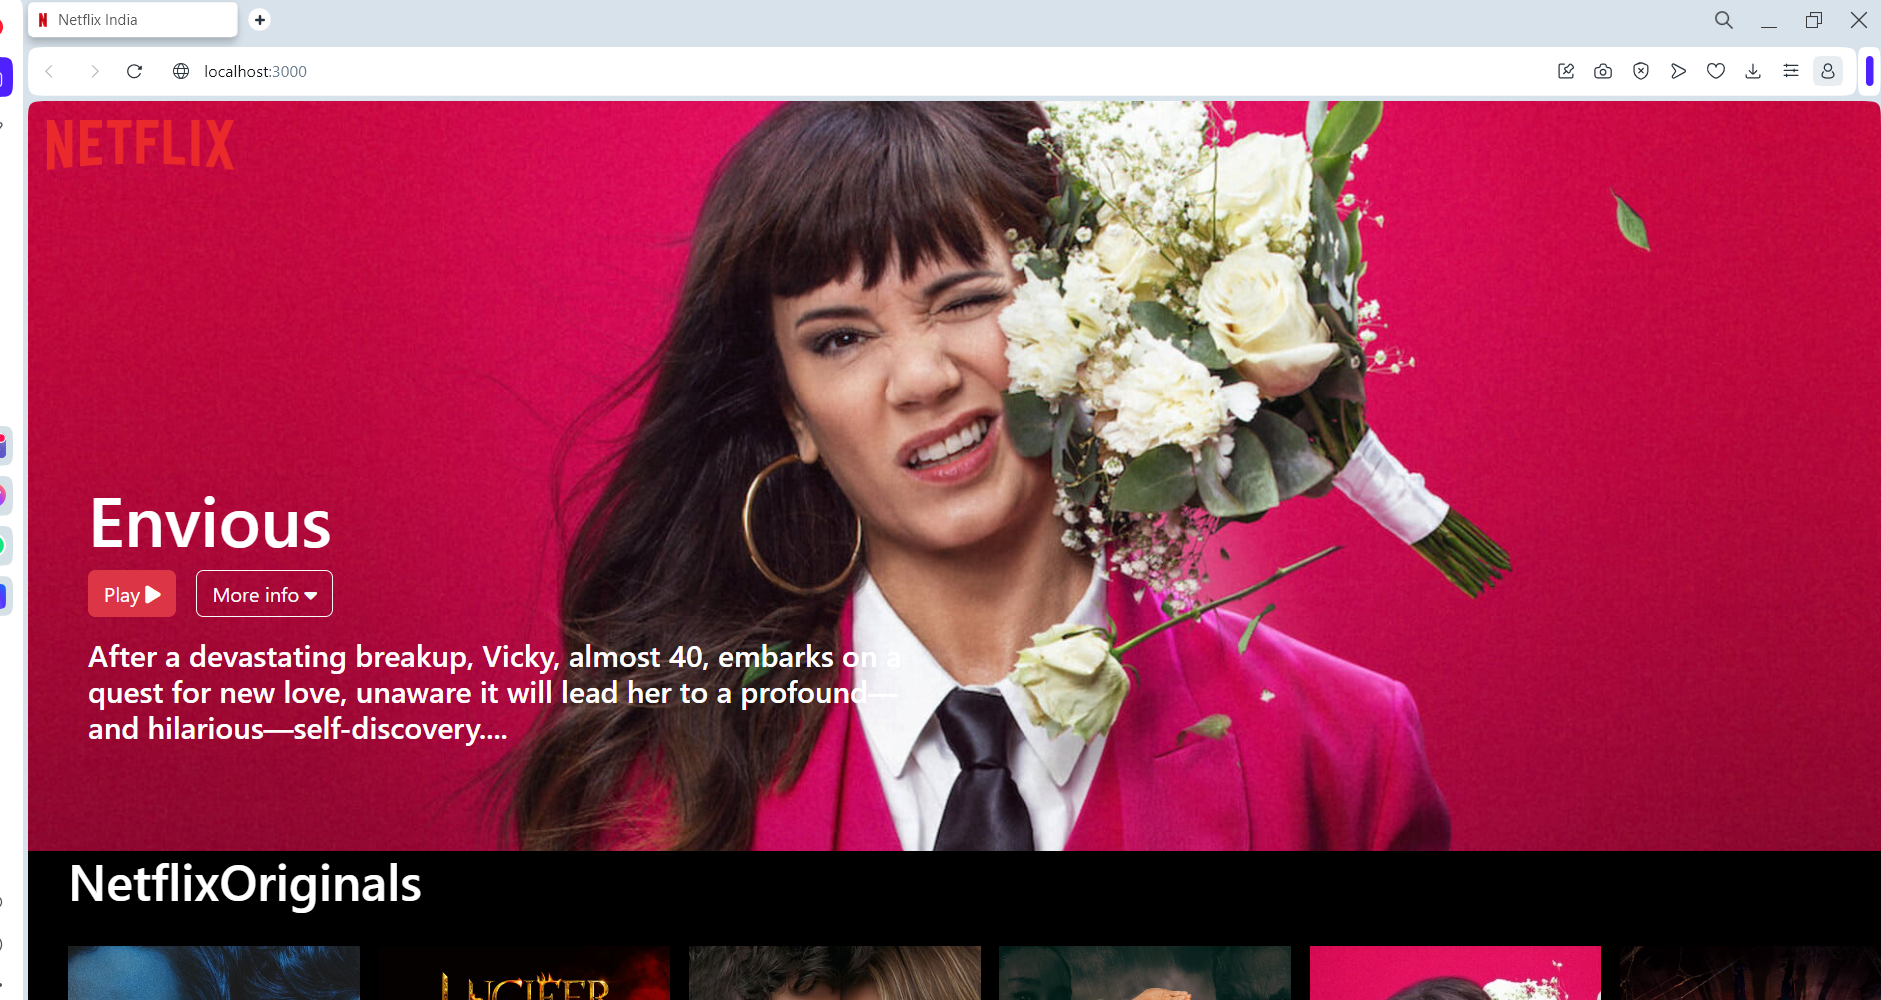 Netflix India
localhost:3000
NETFLIX
Envious
Play
More info
After a devastating breakup, Vicky, almost 40, embarks on a
quest for new love, unaware it will lead her to a profound—
and hilarious—self-discovery....
NetflixOriginals
LUCIFER